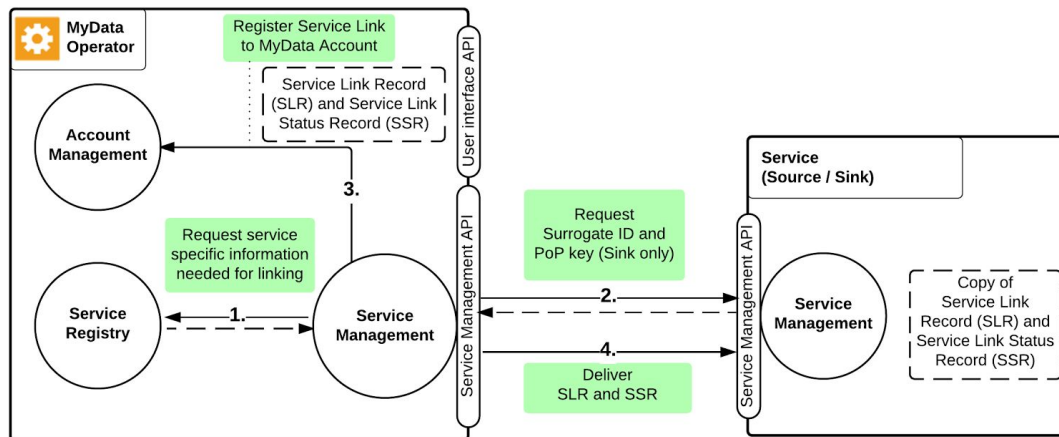 MyData
Operator
Register Service Link
to MyData Account
Service Link Record
(SLR) and Service Link
Status Record (SSR)
User interface API
Account
Management
3.
Request service
specific information
needed for linking
Service
Registry
1.
Service
Management
Service Management API
Request
Surrogate ID and
PoP key (Sink only)
2.
4.
Deliver
SLR and SSR
Service
(Source / Sink)
Service Management API
Service
Management
Copy of
Service Link
Record (SLR) and
Service Link Status
Record (SSR)